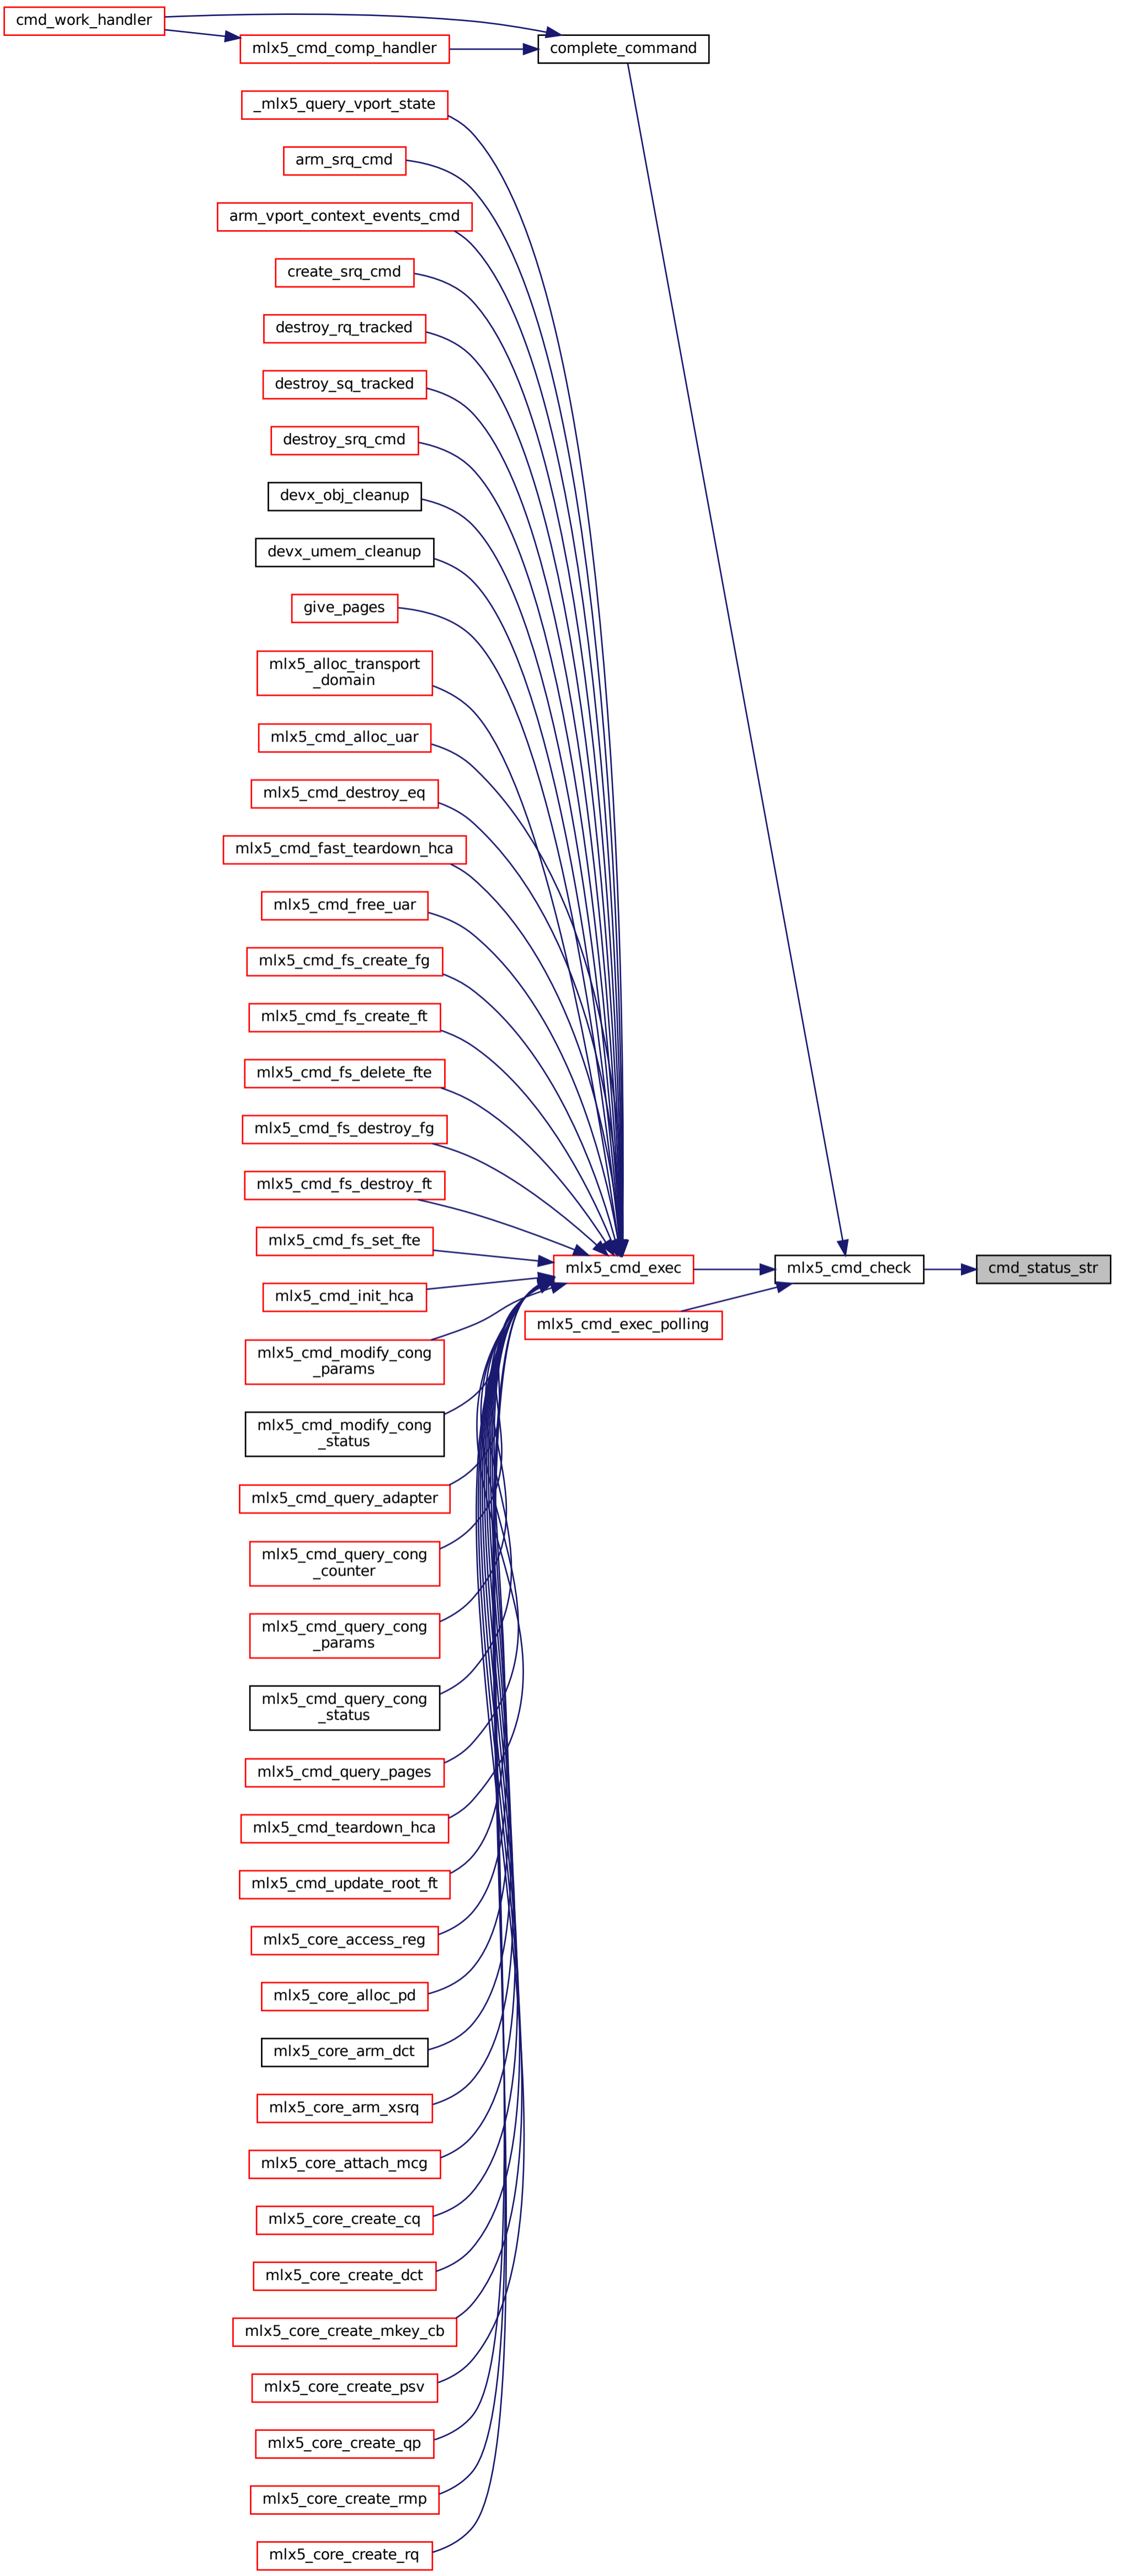 cmd_work_handler
mlx5_cmd_comp_handler
complete_command
_mlx5_query_vport_state
arm_srq_cmd
arm_vport_context_events_cmd
create_srq_cmd
destroy_rq_tracked
destroy_sq_tracked
destroy_srq_cmd
devx_obj_cleanup
devx_umem_cleanup
give_pages
mlx5_alloc_transport
_domain
mlx5_cmd_alloc_uar
mlx5_cmd_destroy_eq
mlx5_cmd_fast_teardown_hca
mlx5_cmd_free_uar
mlx5_cmd_fs_create_fg
mlx5_cmd_fs_create_ft
mlx5_cmd_fs_delete_fte
mlx5_cmd_fs_destroy_fg
mlx5_cmd_fs_destroy_ft
mlx5_cmd_fs_set_fte
mlx5_cmd_exec
mlx5_cmd_check
cmd_status_str
mlx5_cmd_init_hca
mlx5_cmd_exec_polling
mlx5_cmd_modify_cong
_params
mlx5_cmd_modify_cong
_status
mlx5_cmd_query_adapter
mlx5_cmd_query_cong
_counter
mlx5_cmd_query_cong
_params
mlx5_cmd_query_cong
_status
mlx5_cmd_query_pages
mlx5_cmd_teardown_hca
mlx5_cmd_update_root_ft
mlx5_core_access_reg
mlx5_core_alloc_pd
mlx5_core_arm_dct
mlx5_core_arm_xsrq
mlx5_core_attach_mcg
mlx5_core_create_cq
mlx5_core_create_dct
mlx5_core_create_mkey_cb
mlx5_core_create_psv
mlx5_core_create_qp
mlx5_core_create_rmp
mlx5_core_create_rq